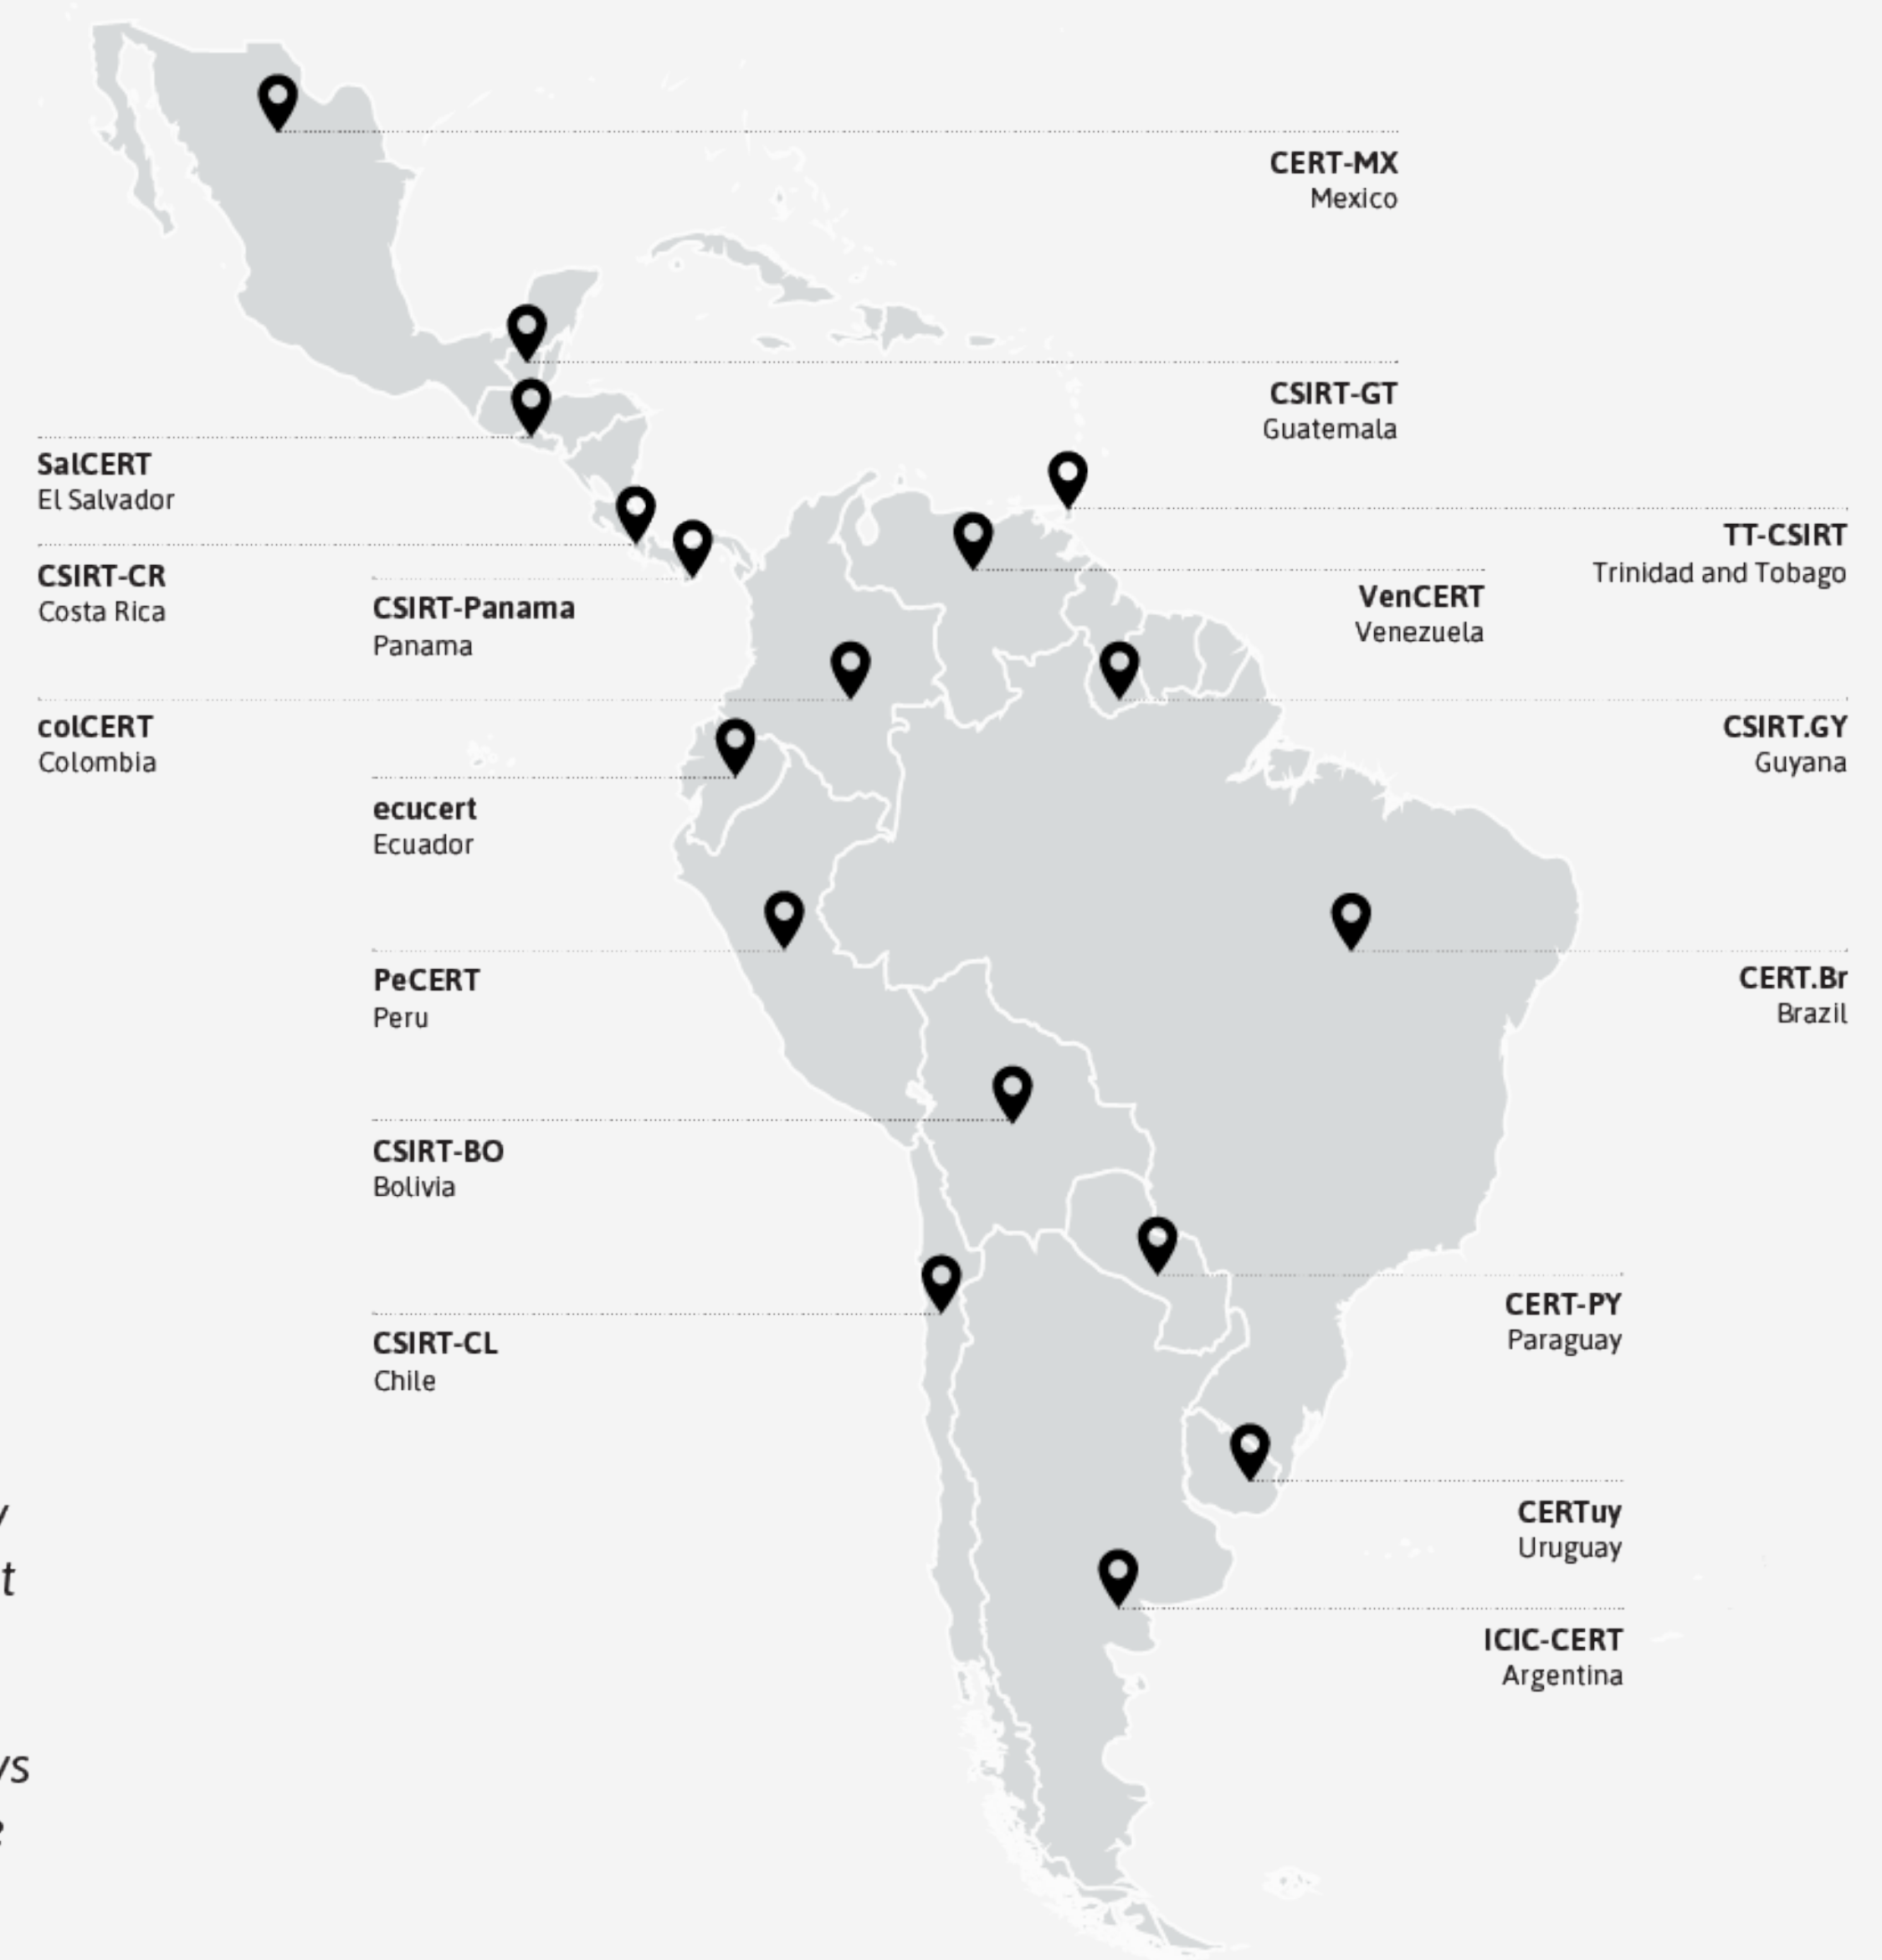 CERT-MX
Mexico
CSIRT-GT
Guatemala
SalCERT
El Salvador
TT-CSIRT
Trinidad and Tobago
CSIRT-CR
Costa Rica
CSIRT-Panama
Panama
VenCERT
Venezuela
colCERT
Colombia
CSIRT.GY
Guyana
ecucert
Ecuador
PeCERT
Peru
CERT.Br
Brazil
CSIRT-BO
Bolivia
CERT-PY
Paraguay
CSIRT-CL
Chile
CERTuy
Uruguay
ICIC-CERT
Argentina